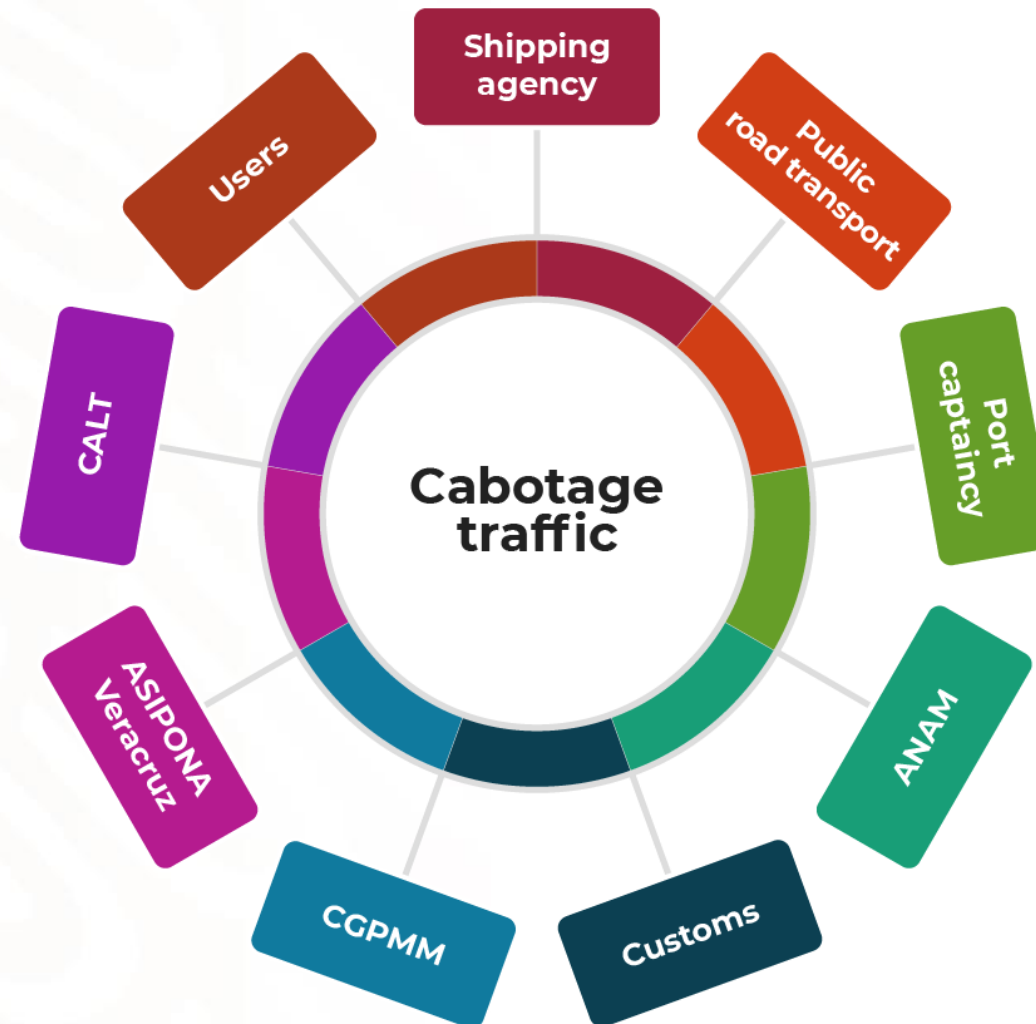 Shipping
agency
Public
road transport
Port
captaincy
ANAM
Customs
CGPMM
ASIPONA
Veracruz
CALT
Users
Cabotage
traffic